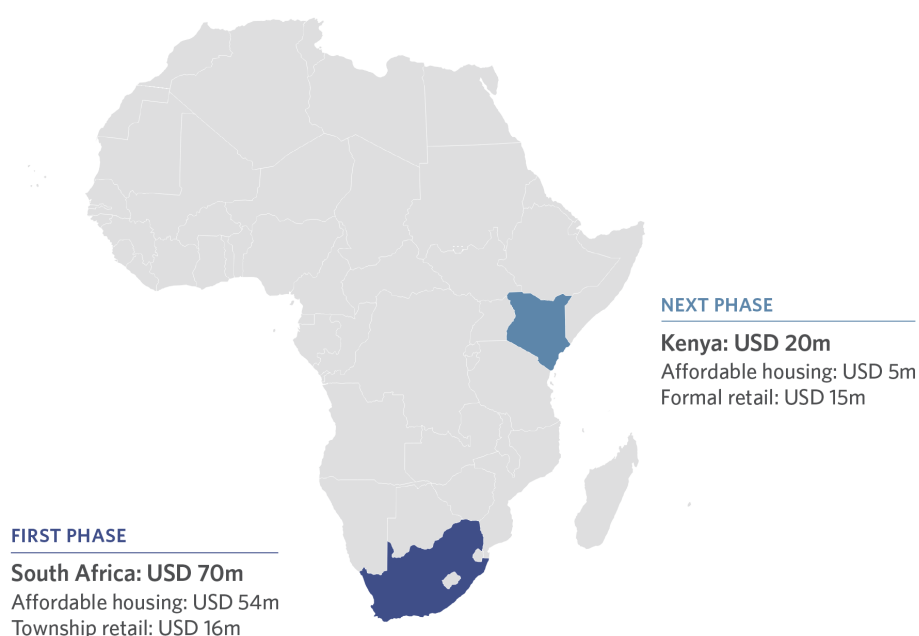 NEXT PHASE
Kenya: USD 20m
Affordable housing: USD 5m
Formal retail: USD 15m
FIRST PHASE
South Africa: USD 70m
Affordable housing: USD 54m
Township retail: USD 16m